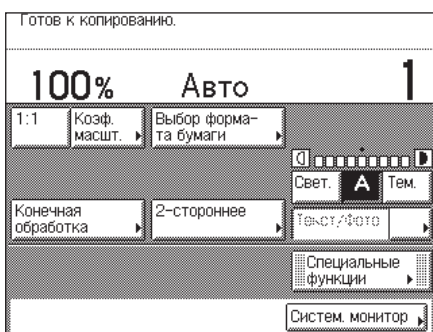 Готов к копированию.
100% Авто 1
1:1 Коэф. масшт. Выбор форма-
та бумаги
Свет. A Тем.
Конечная обработка
2-стороннее
Текст/Фото
Специальные
функции
Систем. монитор